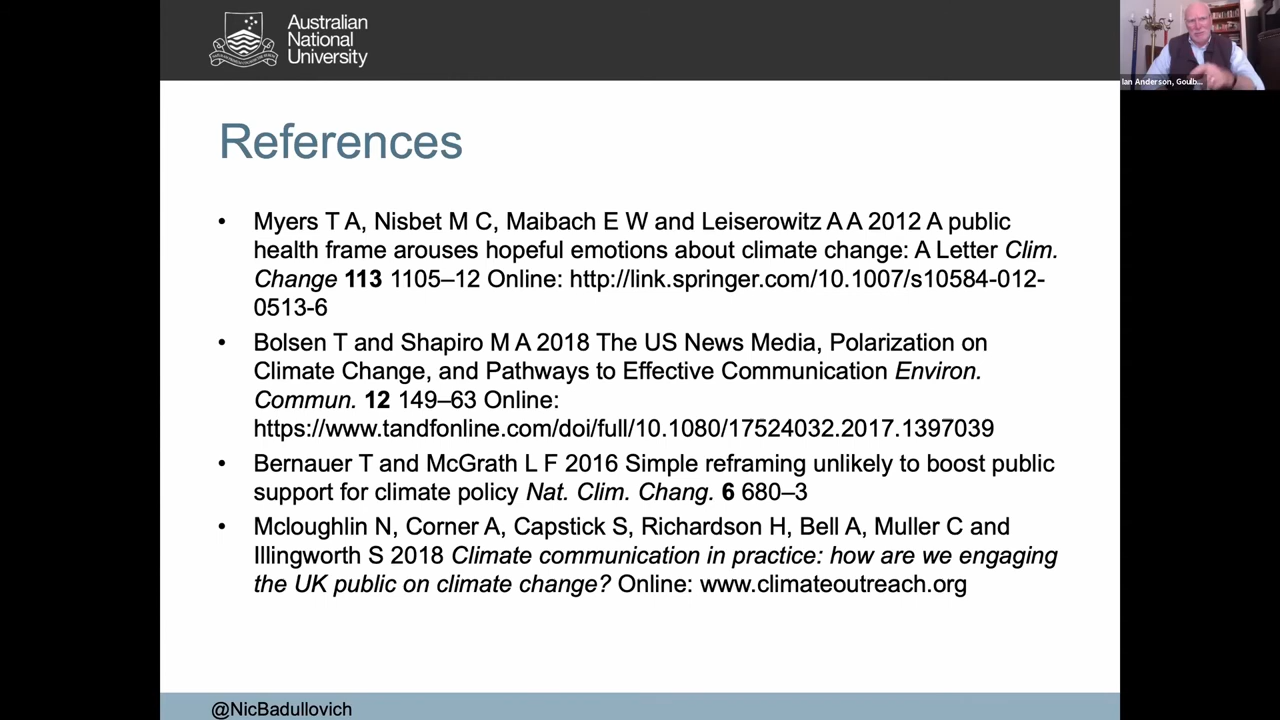 Australian
National
University
Ian Anderson, Goulb...
References
• Myers T A, Nisbet M C, Maibach E W and Leiserowitz A A 2012 A public
health frame arouses hopeful emotions about climate change: A Letter Clim.
Change 113 1105–12 Online: http://link.springer.com/10.1007/s10584-012-
0513-6
• Bolsen T and Shapiro M A 2018 The US News Media, Polarization on
Climate Change, and Pathways to Effective Communication Environ.
Commun. 12 149–63 Online:
https://www.tandfonline.com/doi/full/10.1080/17524032.2017.1397039
• Bernauer T and McGrath L F 2016 Simple reframing unlikely to boost public
support for climate policy Nat. Clim. Chang. 6 680–3
• Mcloughlin N, Corner A, Capstick S, Richardson H, Bell A, Muller C and
Illingworth S 2018 Climate communication in practice: how are we engaging
the UK public on climate change? Online: www.climateoutreach.org
@NicBadullovich